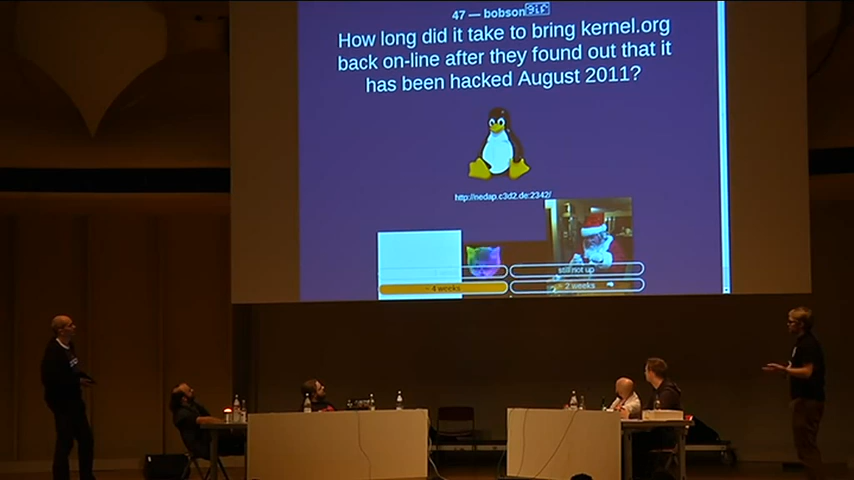 47 — bobson
How long did it take to bring kernel.org
back on-line after they found out that it
has been hacked August 2011?
http://nedap.c3d2.de:2342/
still not up
~ 4 weeks
~ 2 weeks